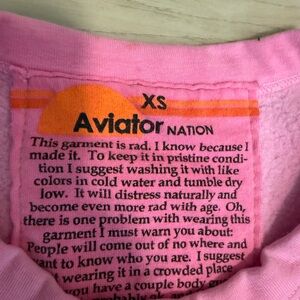 XS
Aviator NATION
This garment is rad. I know because I
made it. To keep it in pristine condi-
tion I suggest washing it with like
colors in cold water and tumble dry
low. It will distress naturally and
become even more rad with age. Oh,
there is one problem with wearing this
garment I must warn you about:
People will come out of no where and
want to know who you are. I suggest
wearing it in a crowded place
you have a couple body